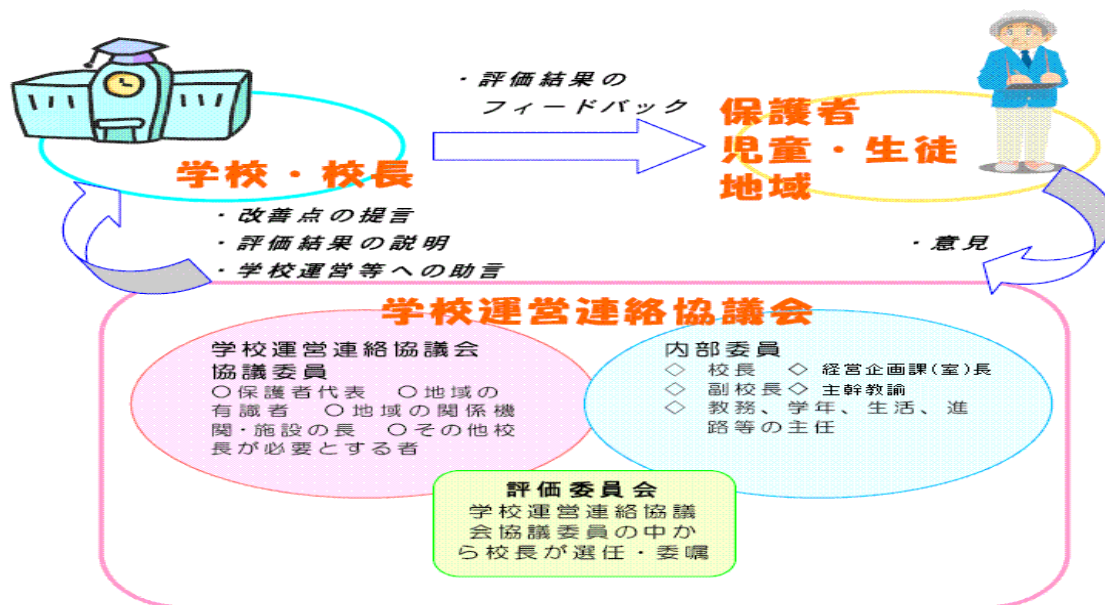 ・評価結果の
フィードバック
学校・校長
保護者
児童・生徒
地域
・改善点の提言
・評価結果の説明
・学校運営等への助言
・意見
学校運営連絡協議会
学校運営連絡協議会
協議委員
○保護者代表　○地域の
有識者　○地域の関係機
関・施設の長　○その他校
長が必要とする者
内部委員
◇ 校長 ◇ 経営企画課(室)長
◇ 副校長◇ 主幹教諭
◇ 教務、学年、生活、進
路等の主任
評価委員会
学校運営連絡協議
会協議委員の中か
ら校長が選任・委嘱